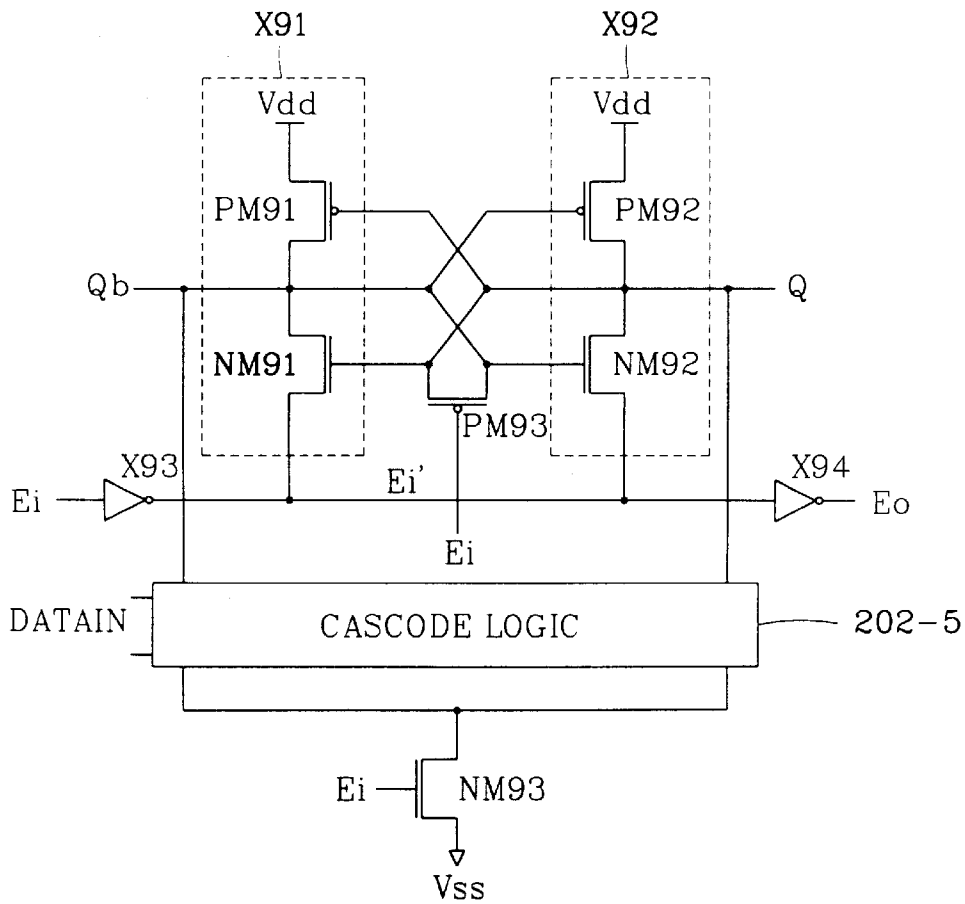 X91 X92
Vdd Vdd
PM91 PM92
Qb Q
NM91 NM92
PM93
X93 Ei' X94
Ei Eo
Ei
DATAIN CASCODE LOGIC 202-5
Ei NM93
Vss